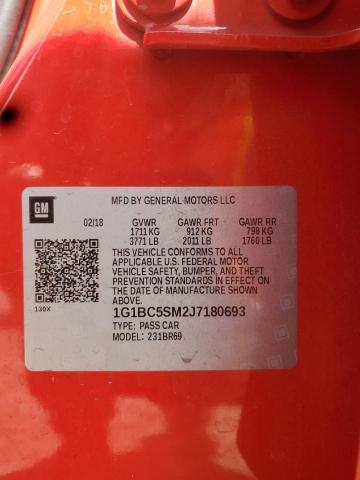 GM
MFD BY GENERAL MOTORS LLC
02/18 GVWR GAWR FRT GAWR RR
1711 KG 912 KG 798 KG
3771 LB 2011 LB 1760 LB
THIS VEHICLE CONFORMS TO ALL
APPLICABLE U.S. FEDERAL MOTOR
VEHICLE SAFETY, BUMPER, AND THEFT
PREVENTION STANDARDS IN EFFECT ON
THE DATE OF MANUFACTURE SHOWN
ABOVE.
130X
1G1BC5SM2J7180693
TYPE: PASS CAR
MODEL: 231BR69